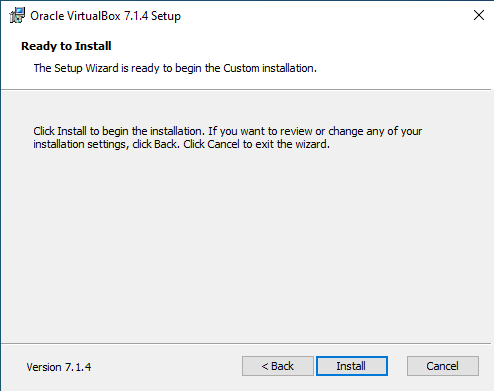 Oracle VirtualBox 7.1.4 Setup
Ready to Install
The Setup Wizard is ready to begin the Custom installation.
Click Install to begin the installation. If you want to review or change any of your
installation settings, click Back. Click Cancel to exit the wizard.
Version 7.1.4
< Back
Install
Cancel